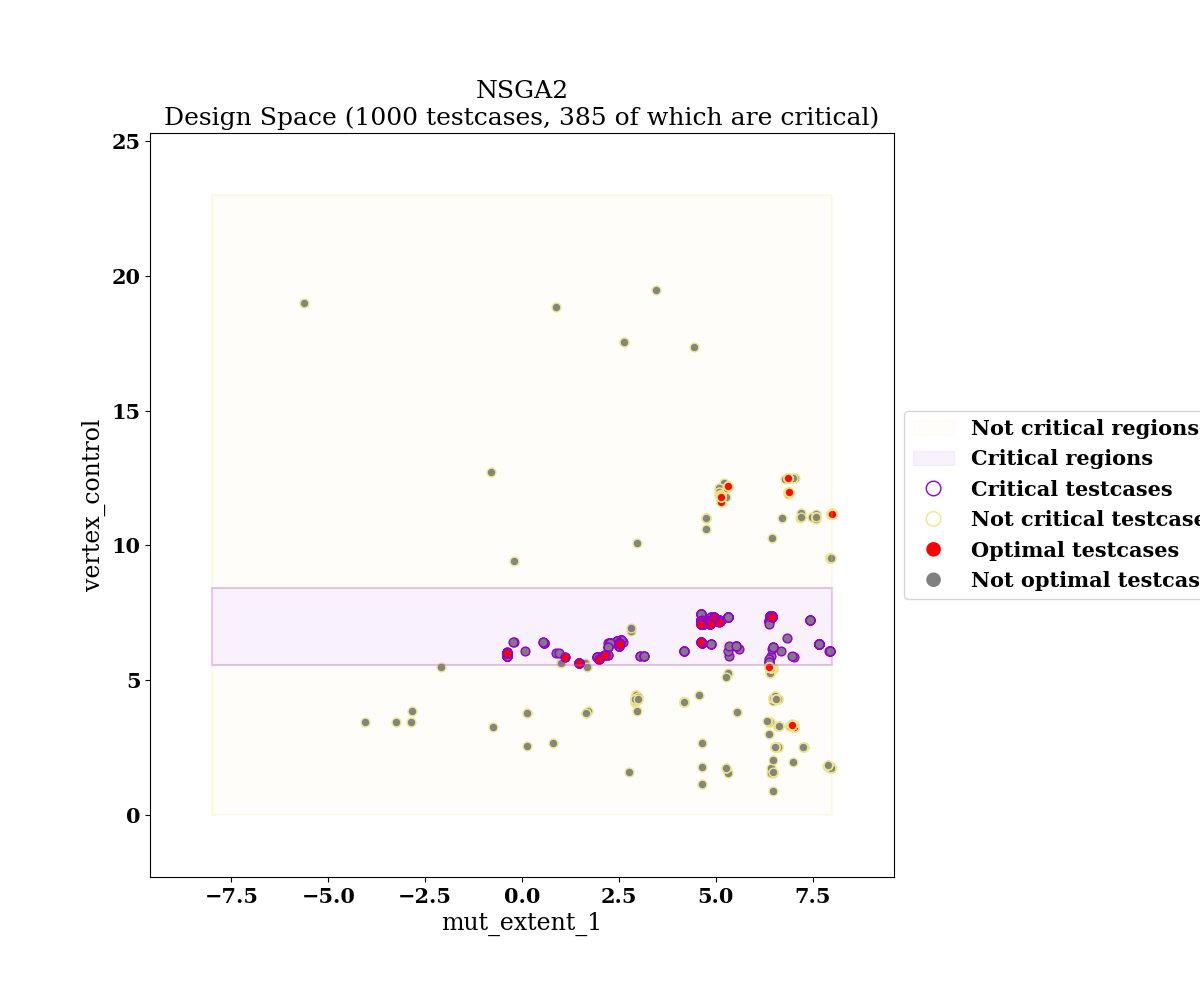 NSGA2
Design Space (1000 testcases, 385 of which are critical)
25
20
15
10
5
0
vertex_control
−7.5
−5.0
−2.5
0.0
2.5
5.0
7.5
mut_extent_1
Not critical regions
Critical regions
Critical testcases
Not critical testcase
Optimal testcases
Not optimal testcas